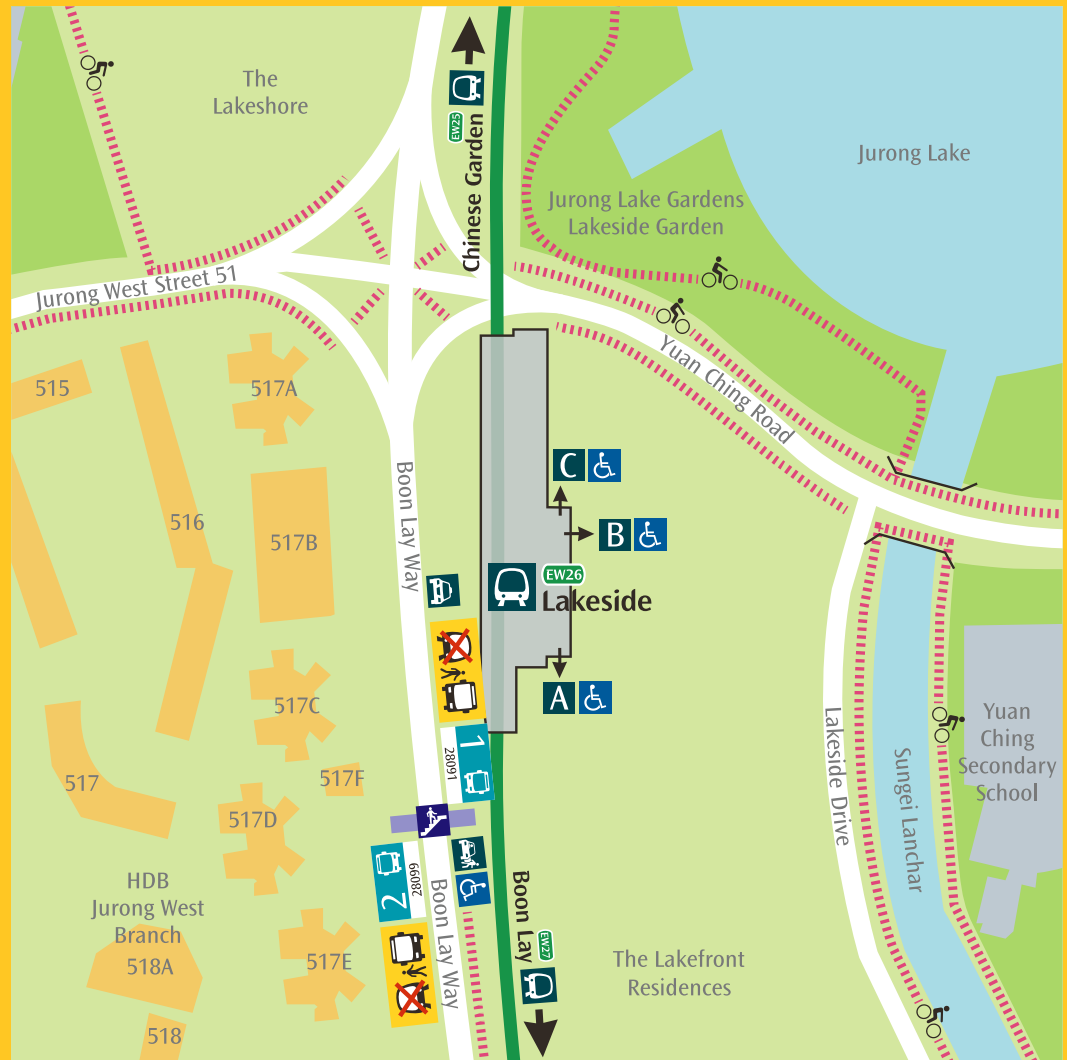 The
Lakeshore
EW25
Chinese Garden
Jurong Lake
Jurong Lake Gardens
Lakeside Garden
Jurong West Street 51
Yuan Ching Road
515
517A
516
517B
Boon Lay Way
C
B
EW26
Lakeside
A
517C
1
28091
517
517F
517D
2
28099
Boon Lay Way
HDB
Jurong West
Branch
518A
517E
518
Boon Lay
EW27
The Lakefront
Residences
Lakeside Drive
Sungei Lanchar
Yuan
Ching
Secondary
School